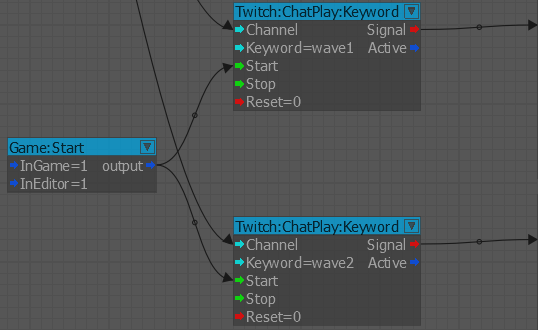 Twitch:ChatPlay:Keyword
Channel Signal
Keyword=wave1 Active
Start
Stop
Reset=0
Game:Start
InGame=1 output
InEditor=1
Twitch:ChatPlay:Keyword
Channel Signal
Keyword=wave2 Active
Start
Stop
Reset=0